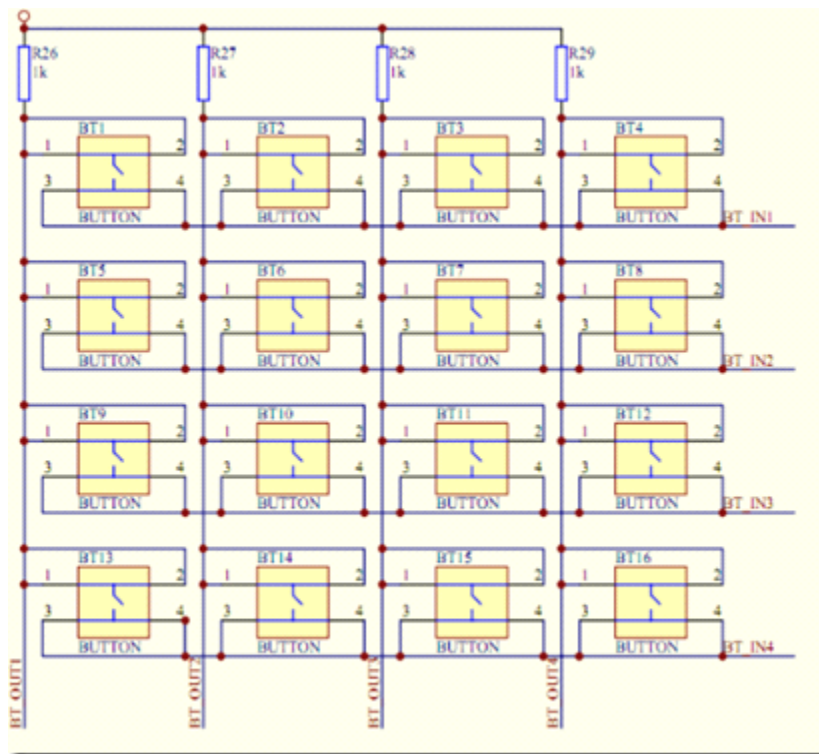 R26 R27 R28 R29
1k 1k 1k 1k
BT1 BT2 BT3 BT4
1 2 1 2 1 2 1 2
3 4 3 4 3 4 3 4
BUTTON BUTTON BUTTON BUTTON BT_IN1
BT5 BT6 BT7 BT8
1 2 1 2 1 2 1 2
3 4 3 4 3 4 3 4
BUTTON BUTTON BUTTON BUTTON BT_IN2
BT9 BT10 BT11 BT12
1 2 1 2 1 2 1 2
3 4 3 4 3 4 3 4
BUTTON BUTTON BUTTON BUTTON BT_IN3
BT13 BT14 BT15 BT16
1 2 1 2 1 2 1 2
3 4 3 4 3 4 3 4
BUTTON BUTTON BUTTON BUTTON BT_IN4
BT_OUT1 BT_OUT2 BT_OUT3 BT_OUT4